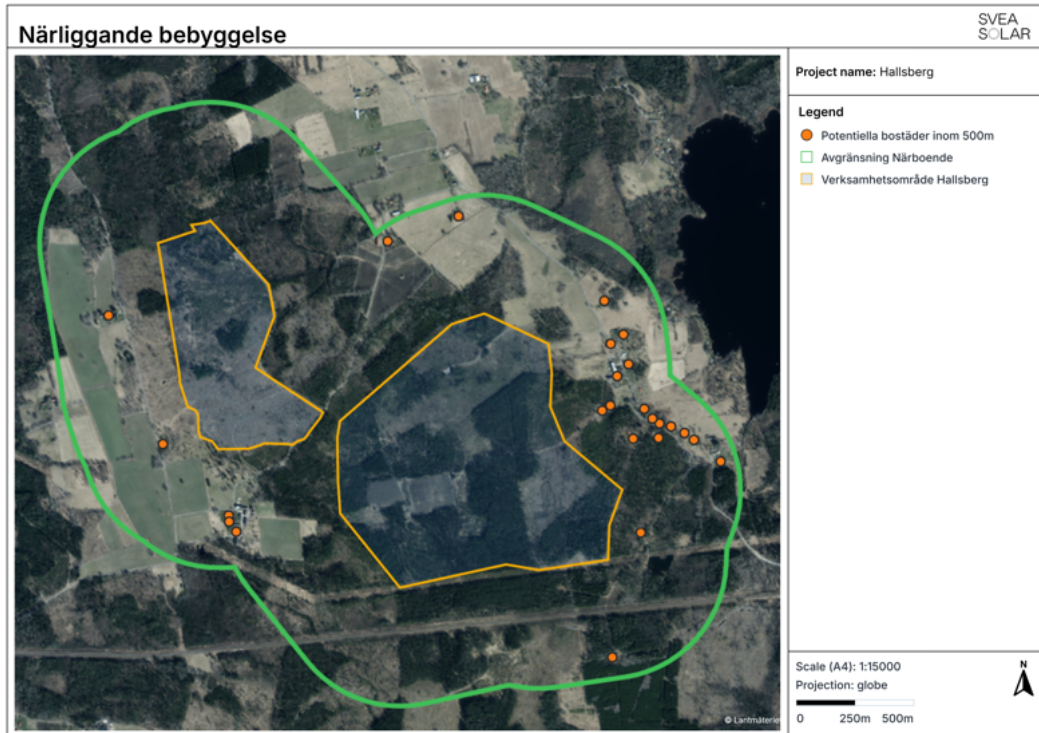 Närliggande bebyggelse
SVEA
SOLAR
Project name: Hallsberg
Legend
Potentiella bostäder inom 500m
Avgränsning Närboende
Verksamhetsområde Hallsberg
Scale (A4): 1:15000
Projection: globe
0 250m 500m
N
© Lantmäterie